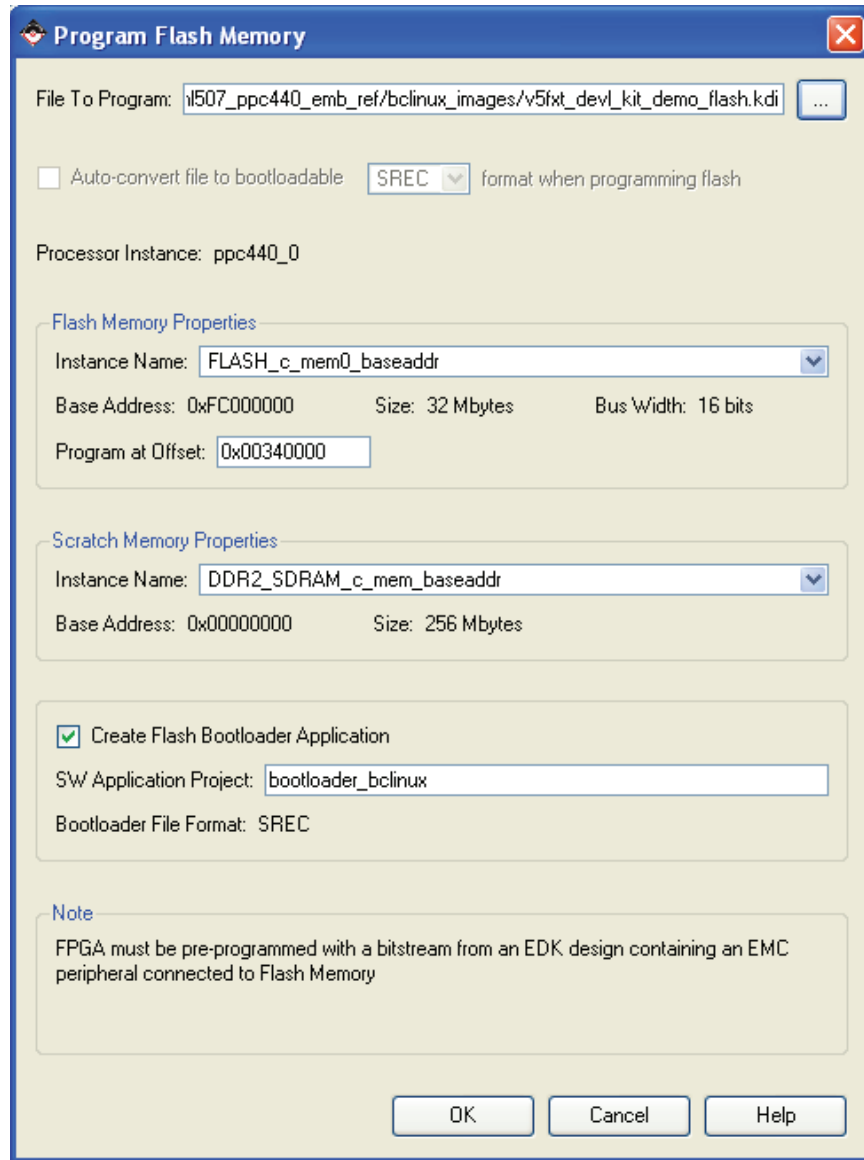 Program Flash Memory
File To Program: nl507_ppc440_emb_ref/bclinux_images/v5fxt_devl_kit_demo_flash.kdi ...
Auto-convert file to bootloadable SREC format when programming flash
Processor Instance: ppc440_0
Flash Memory Properties
Instance Name: FLASH_c_mem0_baseaddr
Base Address: 0xFC000000 Size: 32 Mbytes Bus Width: 16 bits
Program at Offset: 0x00340000
Scratch Memory Properties
Instance Name: DDR2_SDRAM_c_mem_baseaddr
Base Address: 0x00000000 Size: 256 Mbytes
Create Flash Bootloader Application
SW Application Project: bootloader_bclinux
Bootloader File Format: SREC
Note
FPGA must be pre-programmed with a bitstream from an EDK design containing an EMC
peripheral connected to Flash Memory
OK Cancel Help